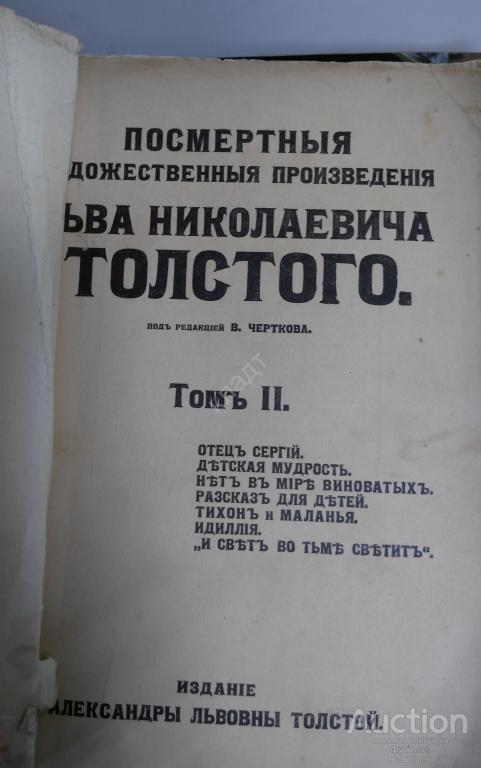 ПОСМЕРТНЫЯ
ДОЖЕСТВЕННЫЯ ПРОИЗВЕДЕНІЯ
ЬВА НИКОЛАЕВИЧА
ТОЛСТОГО.
ПОДЪ РЕДАКЦІЕЙ В. ЧЕРТКОВА.
Томъ II.
ОТЕЦЪ СЕРГІЙ.
ДѢТСКАЯ МУДРОСТЬ.
НѢТЪ ВЪ МІРѢ ВИНОВАТЫХЪ.
РАЗСКАЗЪ ДЛЯ ДѢТЕЙ.
ТИХОНЪ И МАЛАНЬЯ.
ИДИЛЛІЯ.
„И СВѢТЪ ВО ТЬМѢ СВѢТИТЪ“.
ИЗДАНІЕ
АЛЕКСАНДРЫ ЛЬВОВНЫ ТОЛСТОЙ.
Auction